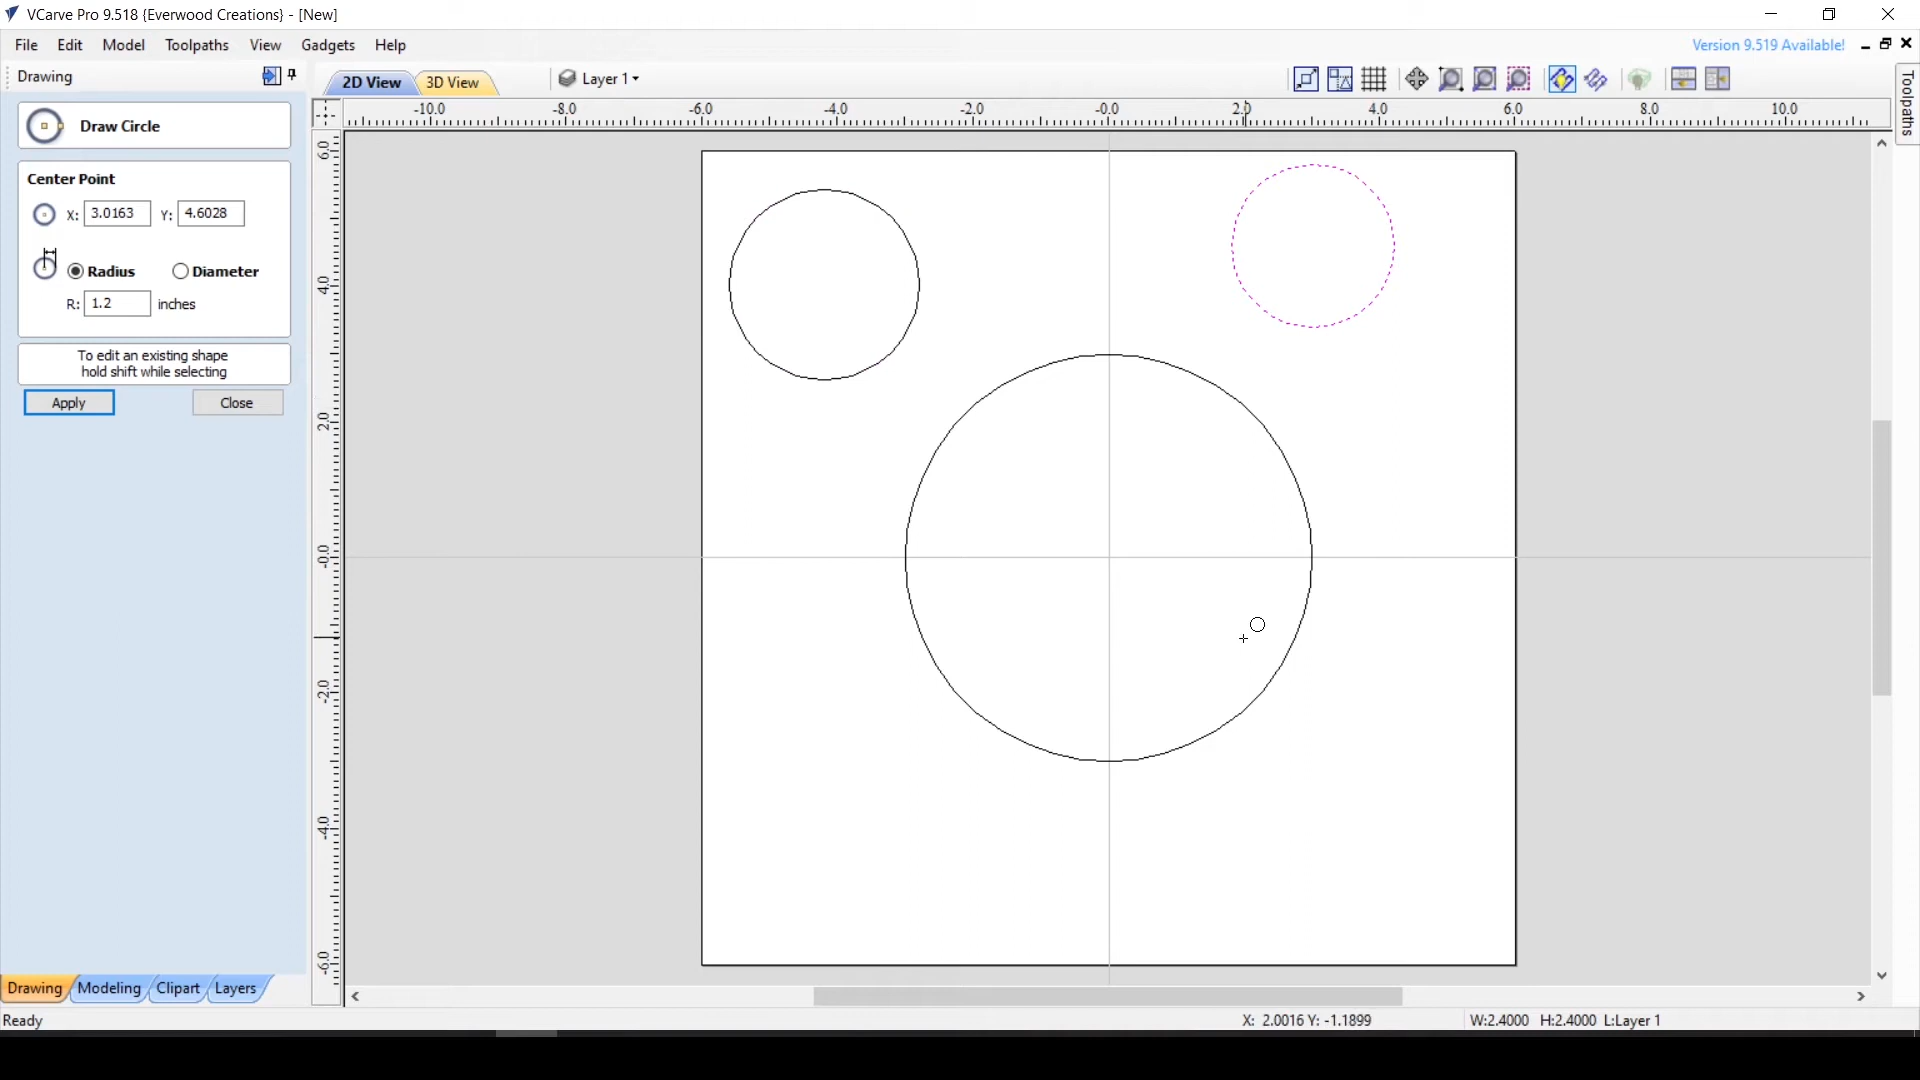 VCarve Pro 9.518 {Everwood Creations} - [New]
File Edit Model Toolpaths View Gadgets Help
Version 9.519 Available!
Drawing
2D View 3D View Layer 1
Toolpaths
-10.0 -8.0 -6.0 -4.0 -2.0 -0.0 2.0 4.0 6.0 8.0 10.0
Draw Circle
Center Point
X: 3.0163 Y: 4.6028
Radius Diameter
R: 1.2 inches
To edit an existing shape
hold shift while selecting
Apply Close
6.0
4.0
2.0
-0.0
-2.0
-4.0
-6.0
Drawing Modeling Clipart Layers
Ready
X: 2.0016 Y: -1.1899
W:2.4000 H:2.4000 L:Layer 1